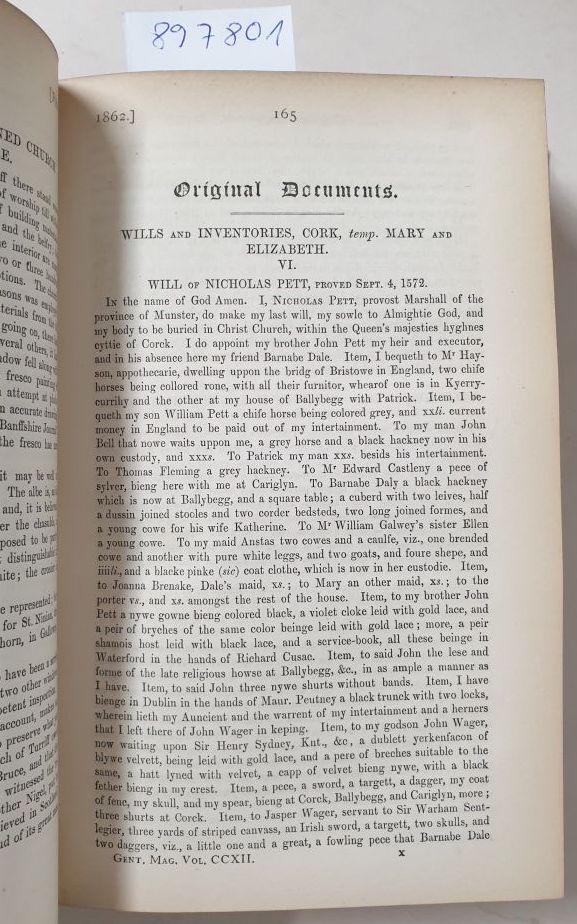 897801
1862.]
165
Original Documents.
WILLS AND INVENTORIES, CORK, temp. MARY AND
ELIZABETH.
VI.
WILL OF NICHOLAS PETT, PROVED SEPT. 4, 1572.
In the name of God Amen. I, NICHOLAS PETT, provost Marshall of the
province of Munster, do make my last will, my sowle to Almightie God, and
my body to be buried in Christ Church, within the Queen's majesties hyghnes
cyttie of Corck. I do appoint my brother John Pett my heir and executor,
and in his absence here my friend Barnabe Dale. Item, I bequeth to Mr Hay-
son, appothecarie, dwelling uppon the bridg of Bristowe in England, two chife
horses being collored rone, with all their furnitor, whearof one is in Kyerry-
currihy and the other at my house of Ballybegg with Patrick. Item, I be-
queth my son William Pett a chife horse being colored grey, and xxli. current
money in England to be paid out of my intertainment. To my man John
Bell that nowe waits uppon me, a grey horse and a black hackney now in his
own custody, and xxxs. To Patrick my man xxs. besids his intertainment.
To Thomas Fleming a grey hackney. To Mr Edward Castleny a pece of
sylver, bieng here with me at Cariglyn. To Barnabe Daly a black hackney
which is now at Ballybegg, and a square table; a cuberd with two leives, half
a dussin joined stooles and two corder bedsteds, two long joined formes, and
a young cowe for his wife Katherine. To Mr William Galwey's sister Ellen
a young cowe. To my maid Anstas two cowes and a caulfe, viz., one brended
cowe and another with pure white leggs, and two goats, and foure shepe, and
iiiili., and a blacke pinke (sic) coat clothe, which is now in her custodie. Item,
to Joanna Brenake, Dale's maid, xs.; to Mary an other maid, xs.; to the
porter vs., and xs. amongst the rest of the house. Item, to my brother John
Pett a nywe gowne bieng colored black, a violet cloke leid with gold lace, and
a peir of bryches of the same color beinge leid with gold lace; more, a peir
shamois host leid with black lace, and a service-book, all these beinge in
Waterford in the hands of Richard Cusac. Item, to said John the lese and
forme of the late religious howse at Ballybegg, &c., in as ample a manner as
I have. Item, to said John three nywe shurts without bands. Item, I have
bienge in Dublin in the hands of Maur. Peutney a black trunck with two locks,
wherein lieth my Auncient and the warrent of my intertainment and a herners
that I left there of John Wager in keping. Item, to my godson John Wager,
now waiting upon Sir Henry Sydney, Knt., &c, a dublett yerkenfacon of
blywe velvett, being leid with gold lace, and a pere of breches suitable to the
same, a hatt lyned with velvet, a capp of velvet bieng nywe, with a black
fether bieng in my crest. Item, a pece, a sword, a targett, a dagger, my coat
of fene, my skull, and my spear, bieng at Corck, Ballybegg, and Cariglyn, more;
three shurts at Corck. Item, to Jasper Wager, servant to Sir Warham Sent-
legier, three yards of striped canvass, an Irish sword, a targett, two skulls, and
two daggers, viz., a little one and a great, a fowling pece that Barnabe Dale
GENT. MAG. VOL. CCXII.
x